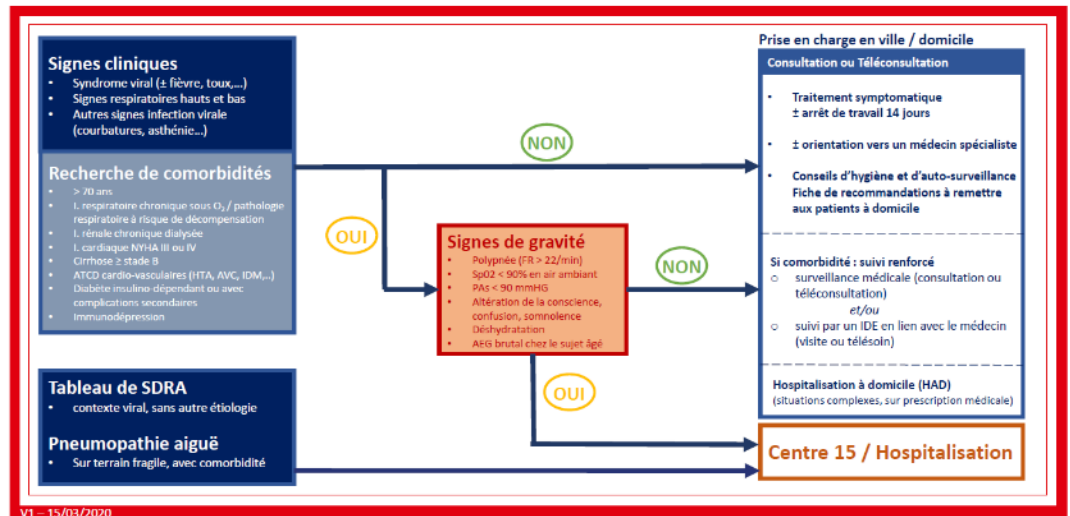 Signes cliniques
• Syndrome viral (± fièvre, toux,...)
• Signes respiratoires hauts et bas
• Autres signes infection virale
(courbatures, asthénie...)
Recherche de comorbidités
• > 70 ans
• I. respiratoire chronique sous O₂ / pathologie
respiratoire à risque de décompensation
• I. rénale chronique dialysée
• I. cardiaque NYHA III ou IV
• Cirrhose ≥ stade B
• ATCD cardio-vasculaires (HTA, AVC, IDM,..)
• Diabète insulino-dépendant ou avec
complications secondaires
• Immunodépression
Tableau de SDRA
• contexte viral, sans autre étiologie
Pneumopathie aiguë
• Sur terrain fragile, avec comorbidité
NON
OUI
Signes de gravité
• Polypnée (FR > 22/min)
• Sp02 < 90% en air ambiant
• PAs < 90 mmHG
• Altération de la conscience,
confusion, somnolence
• Déshydratation
• AEG brutal chez le sujet âgé
NON
OUI
Prise en charge en ville / domicile
Consultation ou Téléconsultation
• Traitement symptomatique
± arrêt de travail 14 jours
• ± orientation vers un médecin spécialiste
• Conseils d'hygiène et d'auto-surveillance
Fiche de recommandations à remettre
aux patients à domicile
Si comorbidité : suivi renforcé
o surveillance médicale (consultation ou
téléconsultation)
et/ou
o suivi par un IDE en lien avec le médecin
(visite ou télésoin)
Hospitalisation à domicile (HAD)
(situations complexes, sur prescription médicale)
Centre 15 / Hospitalisation
V1 – 15/03/2020